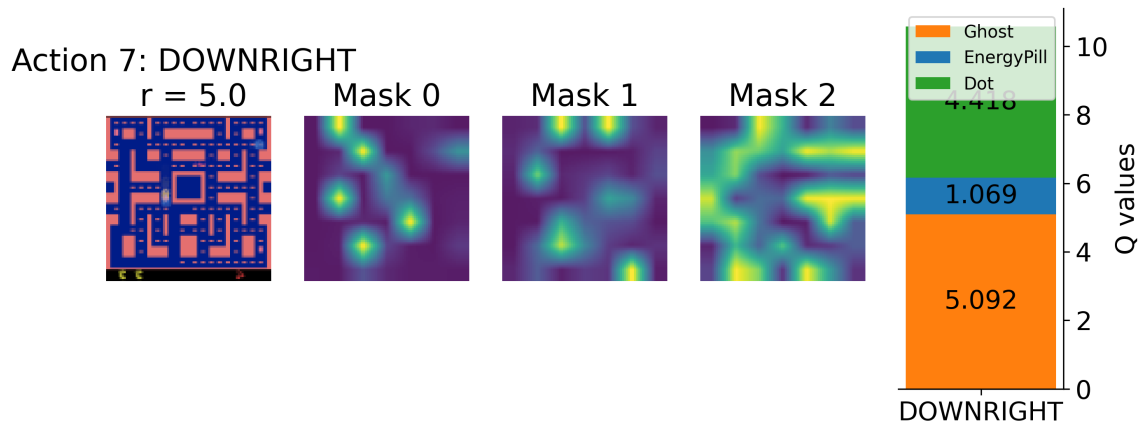 Action 7: DOWNRIGHT
r = 5.0
Mask 0
Mask 1
Mask 2
Ghost
EnergyPill
Dot
4.418
1.069
5.092
10
8
6
4
2
0
Q values
DOWNRIGHT